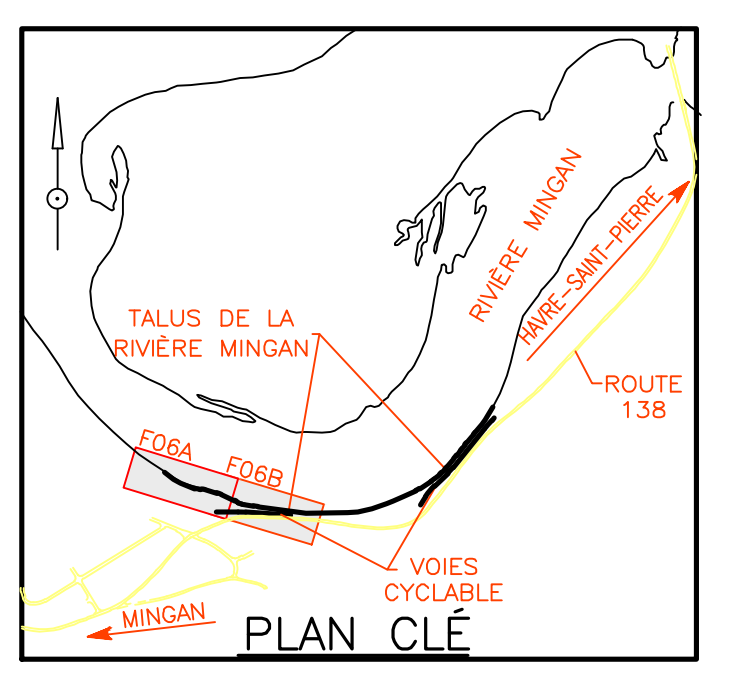 RIVIÈRE MINGAN
HAVRE-SAINT-PIERRE
TALUS DE LA
RIVIÈRE MINGAN
ROUTE
138
F06A
F06B
VOIES
CYCLABLE
MINGAN
PLAN CLÉ